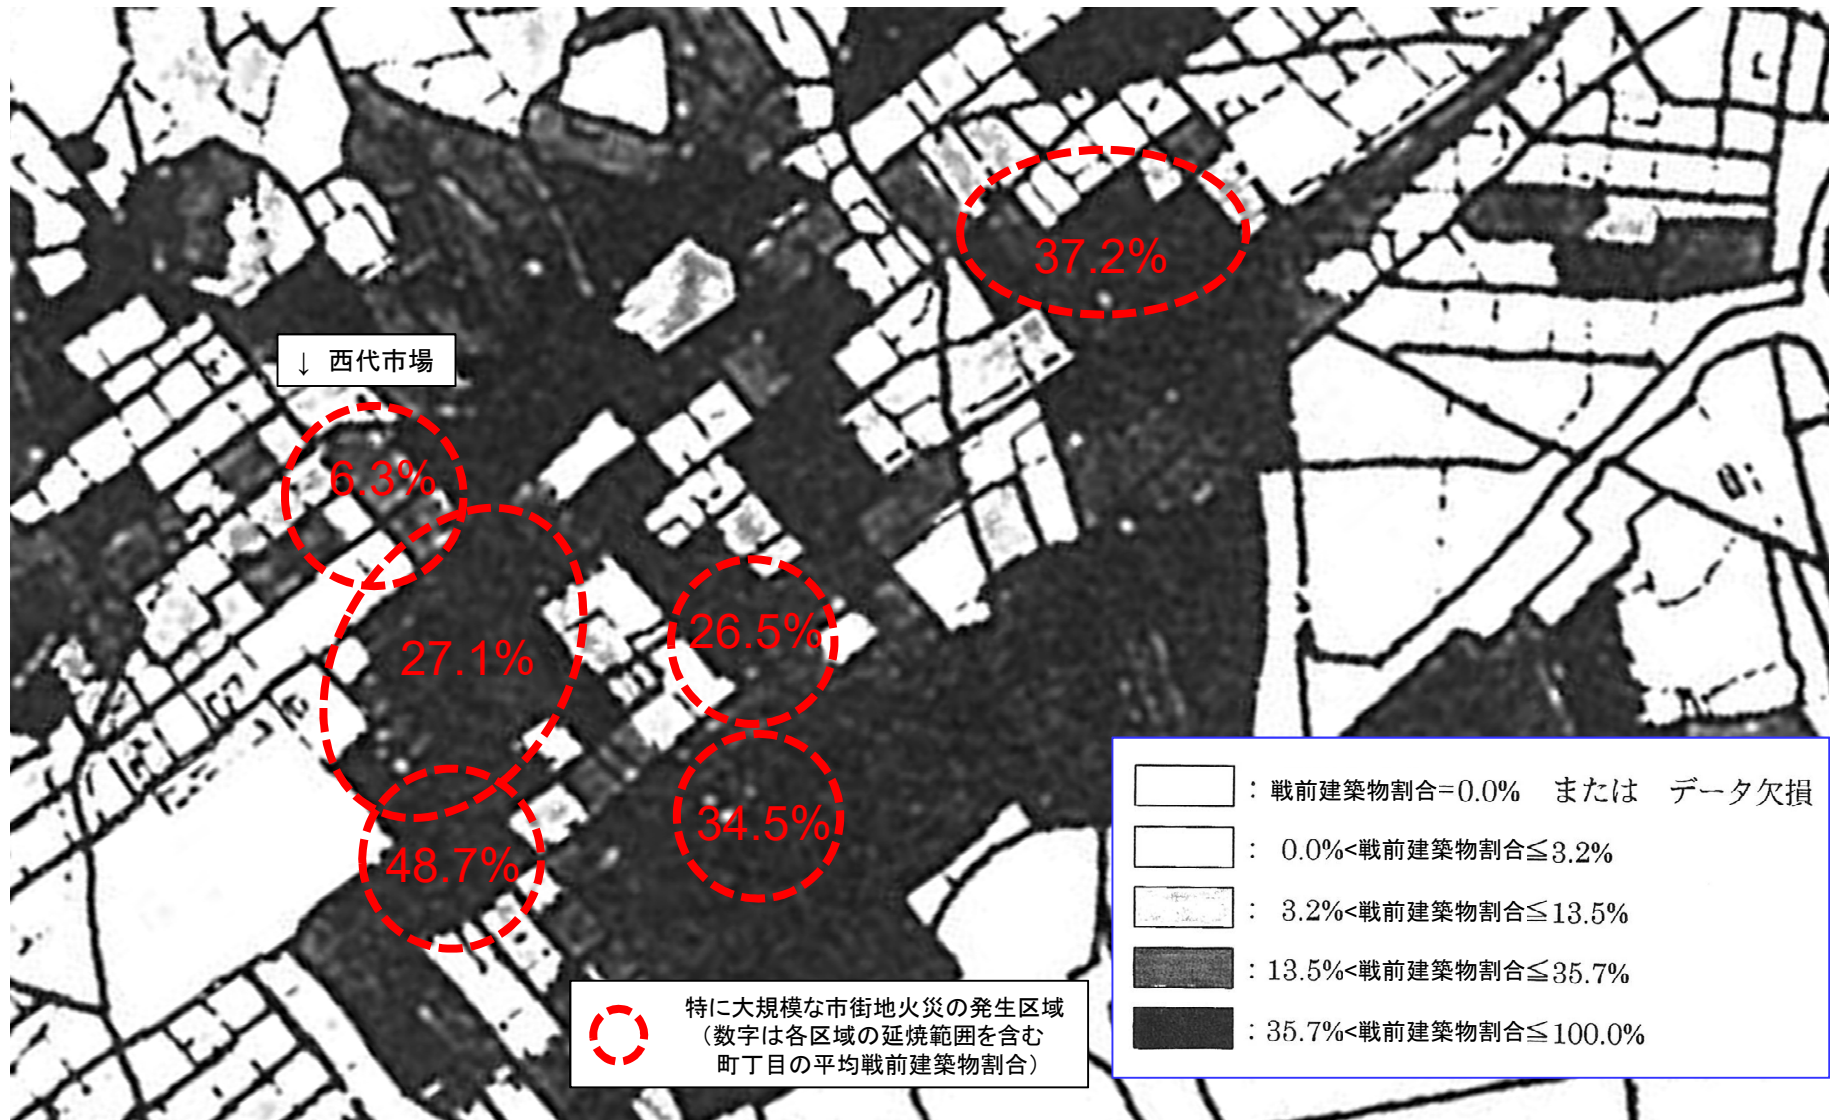 37.2%
↓ 西代市場
6.3%
26.5%
27.1%
34.5%
48.7%
：戦前建築物割合=0.0% または データ欠損
： 0.0%<戦前建築物割合≦3.2%
： 3.2%<戦前建築物割合≦13.5%
：13.5%<戦前建築物割合≦35.7%
：35.7%<戦前建築物割合≦100.0%
特に大規模な市街地火災の発生区域
（数字は各区域の延焼範囲を含む
町丁目の平均戦前建築物割合）